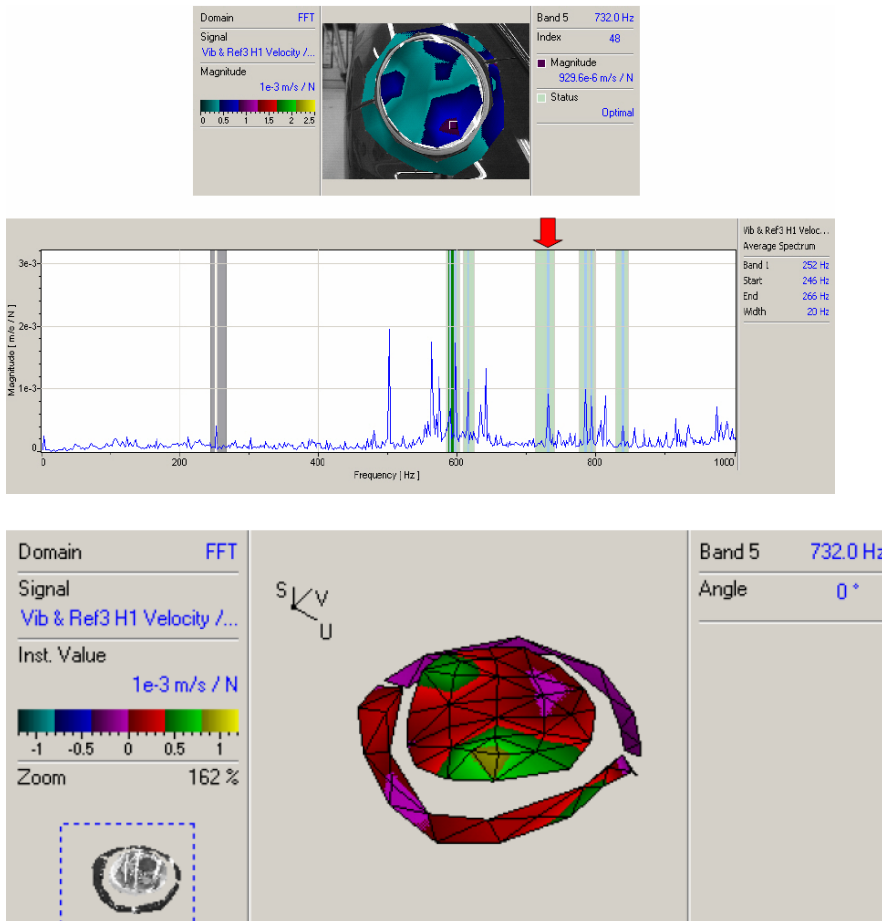 Domain FFT
Signal
Vib & Ref3 H1 Velocity /...
Magnitude
1e-3 m/s / N
0 0.5 1 1.5 2 2.5
Band 5 732.0 Hz
Index 48
Magnitude
929.6e-6 m/s / N
Status
Optimal
Vib & Ref3 H1 Veloc...
Average Spectrum
Band 1 252 Hz
Start 246 Hz
End 266 Hz
Width 20 Hz
Magnitude [ m/s / N ]
3e-3
2e-3
1e-3
0
0 200 400 600 800 1000
Frequency [ Hz ]
Domain FFT
Signal
Vib & Ref3 H1 Velocity /...
Inst. Value
1e-3 m/s / N
-1 -0.5 0 0.5 1
Zoom 162 %
S V
U
Band 5 732.0 Hz
Angle 0 °